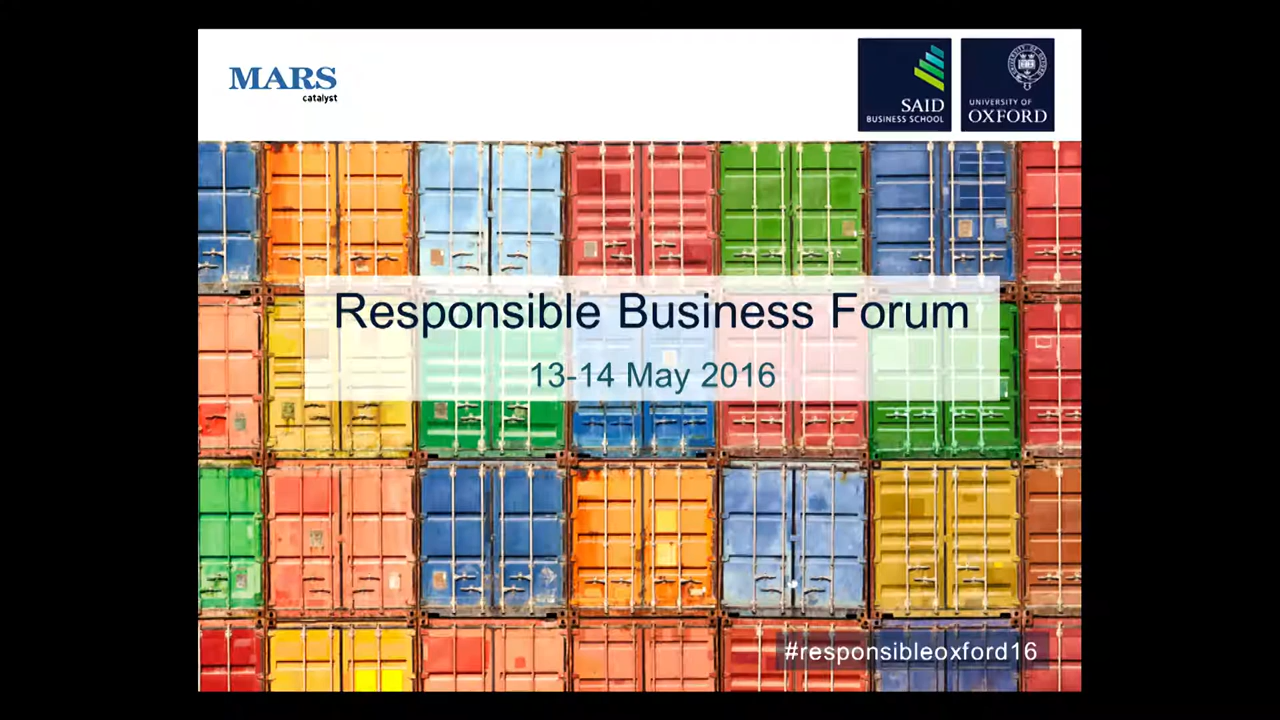 MARS
catalyst
SAID
BUSINESS SCHOOL
UNIVERSITY OF
OXFORD
Responsible Business Forum
13-14 May 2016
#responsibleoxford16